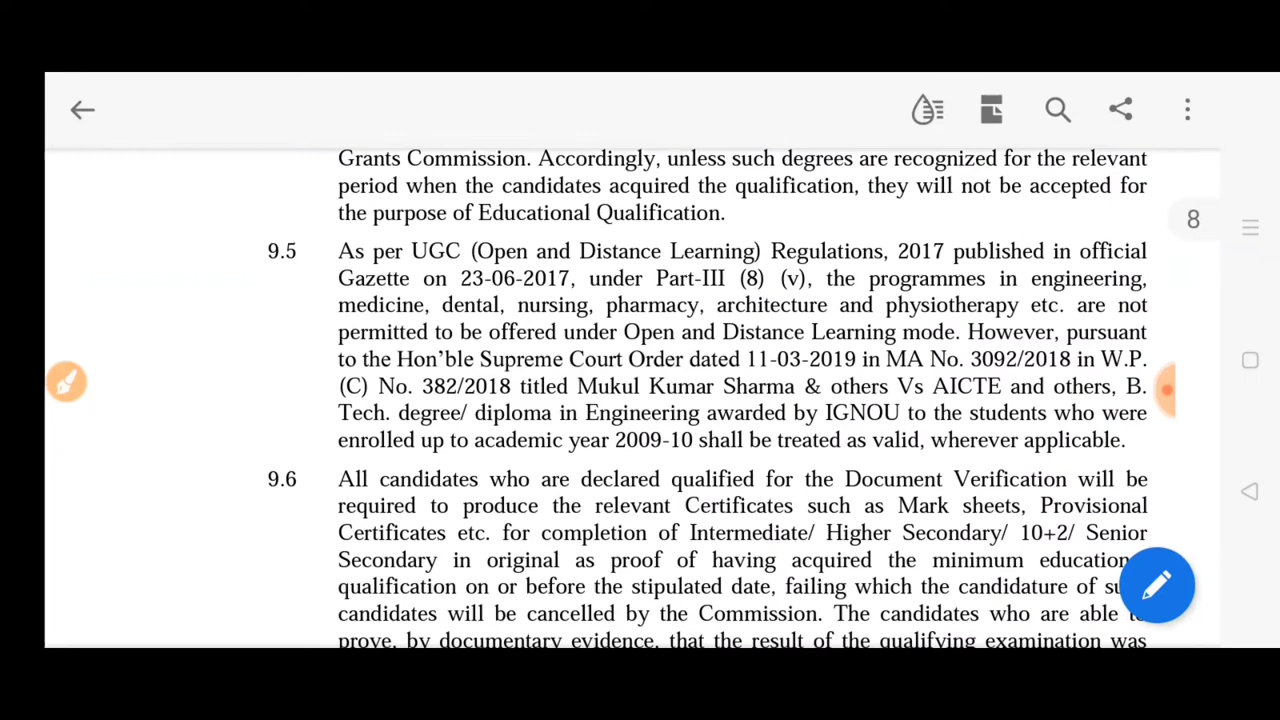 Grants Commission. Accordingly, unless such degrees are recognized for the relevant
period when the candidates acquired the qualification, they will not be accepted for
the purpose of Educational Qualification.
8
9.5 As per UGC (Open and Distance Learning) Regulations, 2017 published in official
Gazette on 23-06-2017, under Part-III (8) (v), the programmes in engineering,
medicine, dental, nursing, pharmacy, architecture and physiotherapy etc. are not
permitted to be offered under Open and Distance Learning mode. However, pursuant
to the Hon’ble Supreme Court Order dated 11-03-2019 in MA No. 3092/2018 in W.P.
(C) No. 382/2018 titled Mukul Kumar Sharma & others Vs AICTE and others, B.
Tech. degree/ diploma in Engineering awarded by IGNOU to the students who were
enrolled up to academic year 2009-10 shall be treated as valid, wherever applicable.
9.6 All candidates who are declared qualified for the Document Verification will be
required to produce the relevant Certificates such as Mark sheets, Provisional
Certificates etc. for completion of Intermediate/ Higher Secondary/ 10+2/ Senior
Secondary in original as proof of having acquired the minimum education
qualification on or before the stipulated date, failing which the candidature of
candidates will be cancelled by the Commission. The candidates who are able
prove, by documentary evidence, that the result of the qualifying examination was